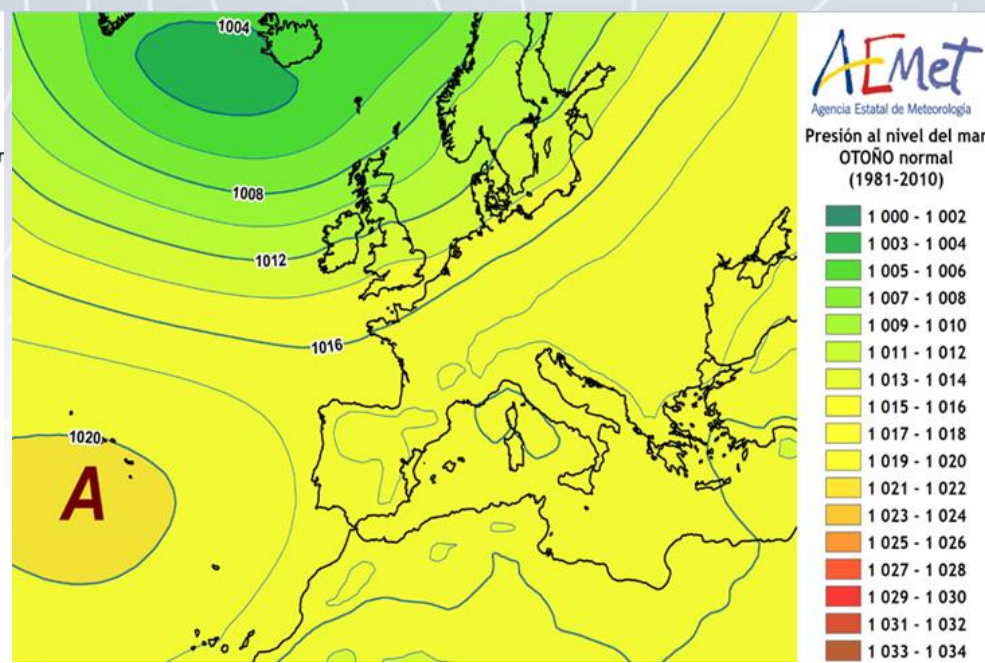 1004
1008
1012
1016
1020
A
AEMet
Agencia Estatal de Meteorología
Presión al nivel del mar
OTOÑO normal
(1981-2010)
1 000 - 1 002
1 003 - 1 004
1 005 - 1 006
1 007 - 1 008
1 009 - 1 010
1 011 - 1 012
1 013 - 1 014
1 015 - 1 016
1 017 - 1 018
1 019 - 1 020
1 021 - 1 022
1 023 - 1 024
1 025 - 1 026
1 027 - 1 028
1 029 - 1 030
1 031 - 1 032
1 033 - 1 034